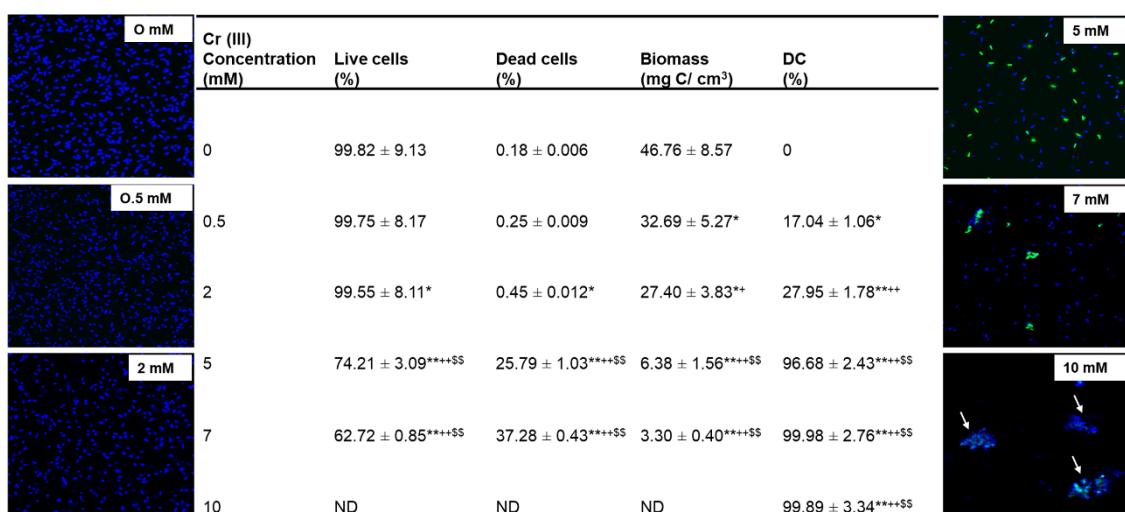 O mM
O.5 mM
2 mM
Cr (III)
Concentration
(mM)
Live cells
(%)
Dead cells
(%)
Biomass
(mg C/ cm³)
DC
(%)
0 99.82 ± 9.13 0.18 ± 0.006 46.76 ± 8.57 0
0.5 99.75 ± 8.17 0.25 ± 0.009 32.69 ± 5.27* 17.04 ± 1.06*
2 99.55 ± 8.11* 0.45 ± 0.012* 27.40 ± 3.83*+ 27.95 ± 1.78**++
5 74.21 ± 3.09**++$$ 25.79 ± 1.03**++$$ 6.38 ± 1.56**++$$ 96.68 ± 2.43**++$$
7 62.72 ± 0.85**++$$ 37.28 ± 0.43**++$$ 3.30 ± 0.40**++$$ 99.98 ± 2.76**++$$
10 ND ND ND 99.89 ± 3.34**++$$
5 mM
7 mM
10 mM